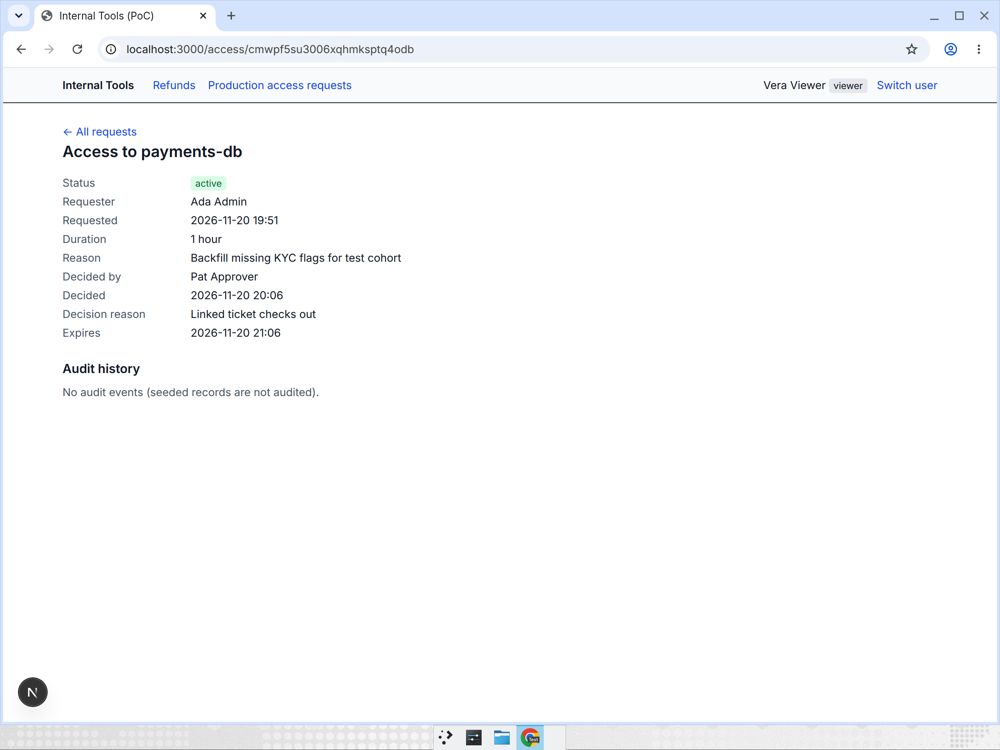 Internal Tools (PoC)
localhost:3000/access/cmwpf5su3006xqhmksptq4odb
Internal Tools Refunds Production access requests Vera Viewer viewer Switch user
← All requests
Access to payments-db
Status active
Requester Ada Admin
Requested 2026-11-20 19:51
Duration 1 hour
Reason Backfill missing KYC flags for test cohort
Decided by Pat Approver
Decided 2026-11-20 20:06
Decision reason Linked ticket checks out
Expires 2026-11-20 21:06
Audit history
No audit events (seeded records are not audited).
N